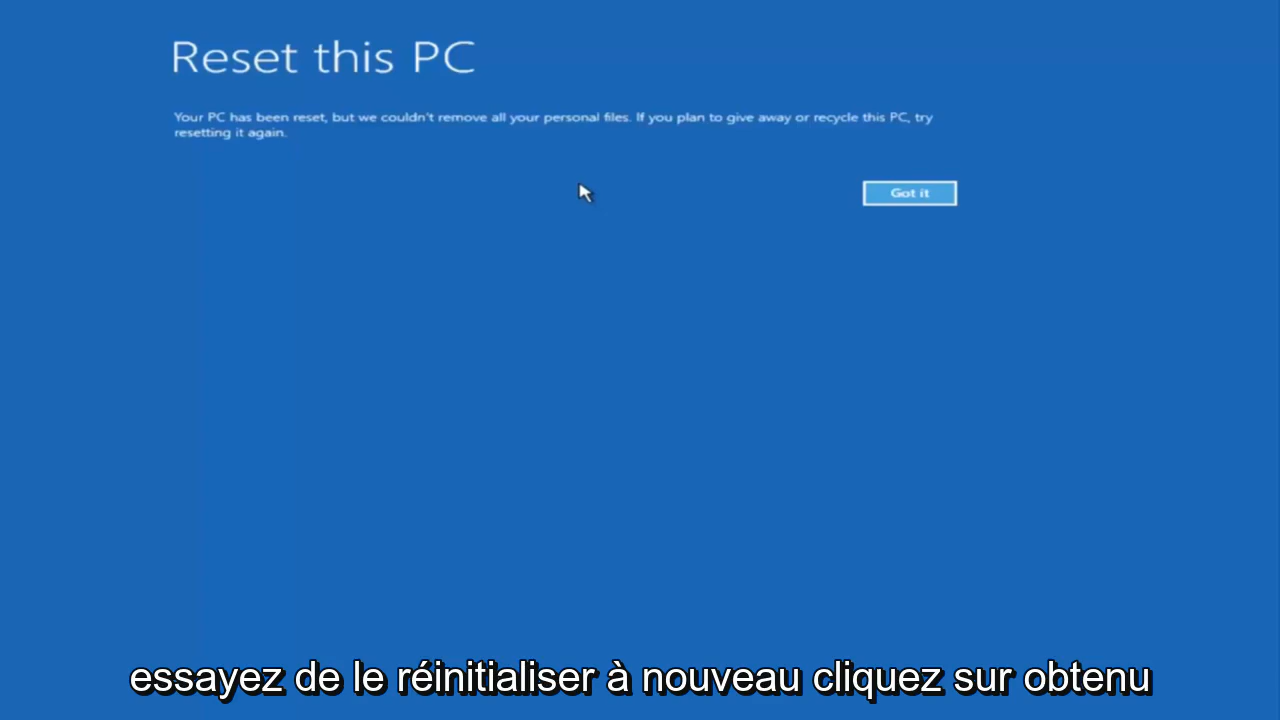 Reset this PC
Your PC has been reset, but we couldn't remove all your personal files. If you plan to give away or recycle this PC, try
resetting it again.
Got it
essayez de le réinitialiser à nouveau cliquez sur obtenu